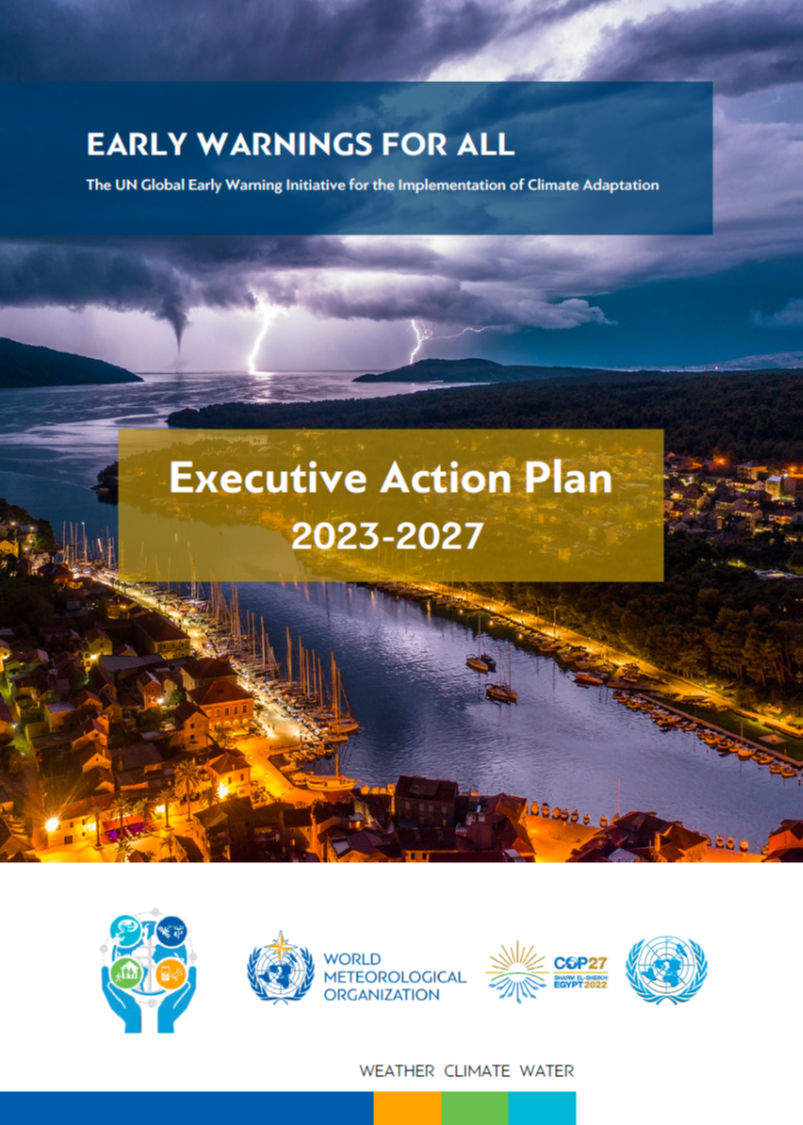 EARLY WARNINGS FOR ALL
The UN Global Early Warning Initiative for the Implementation of Climate Adaptation
Executive Action Plan
2023-2027
WORLD
METEOROLOGICAL
ORGANIZATION
COP27
SHARM EL-SHEIKH
EGYPT 2022
WEATHER CLIMATE WATER